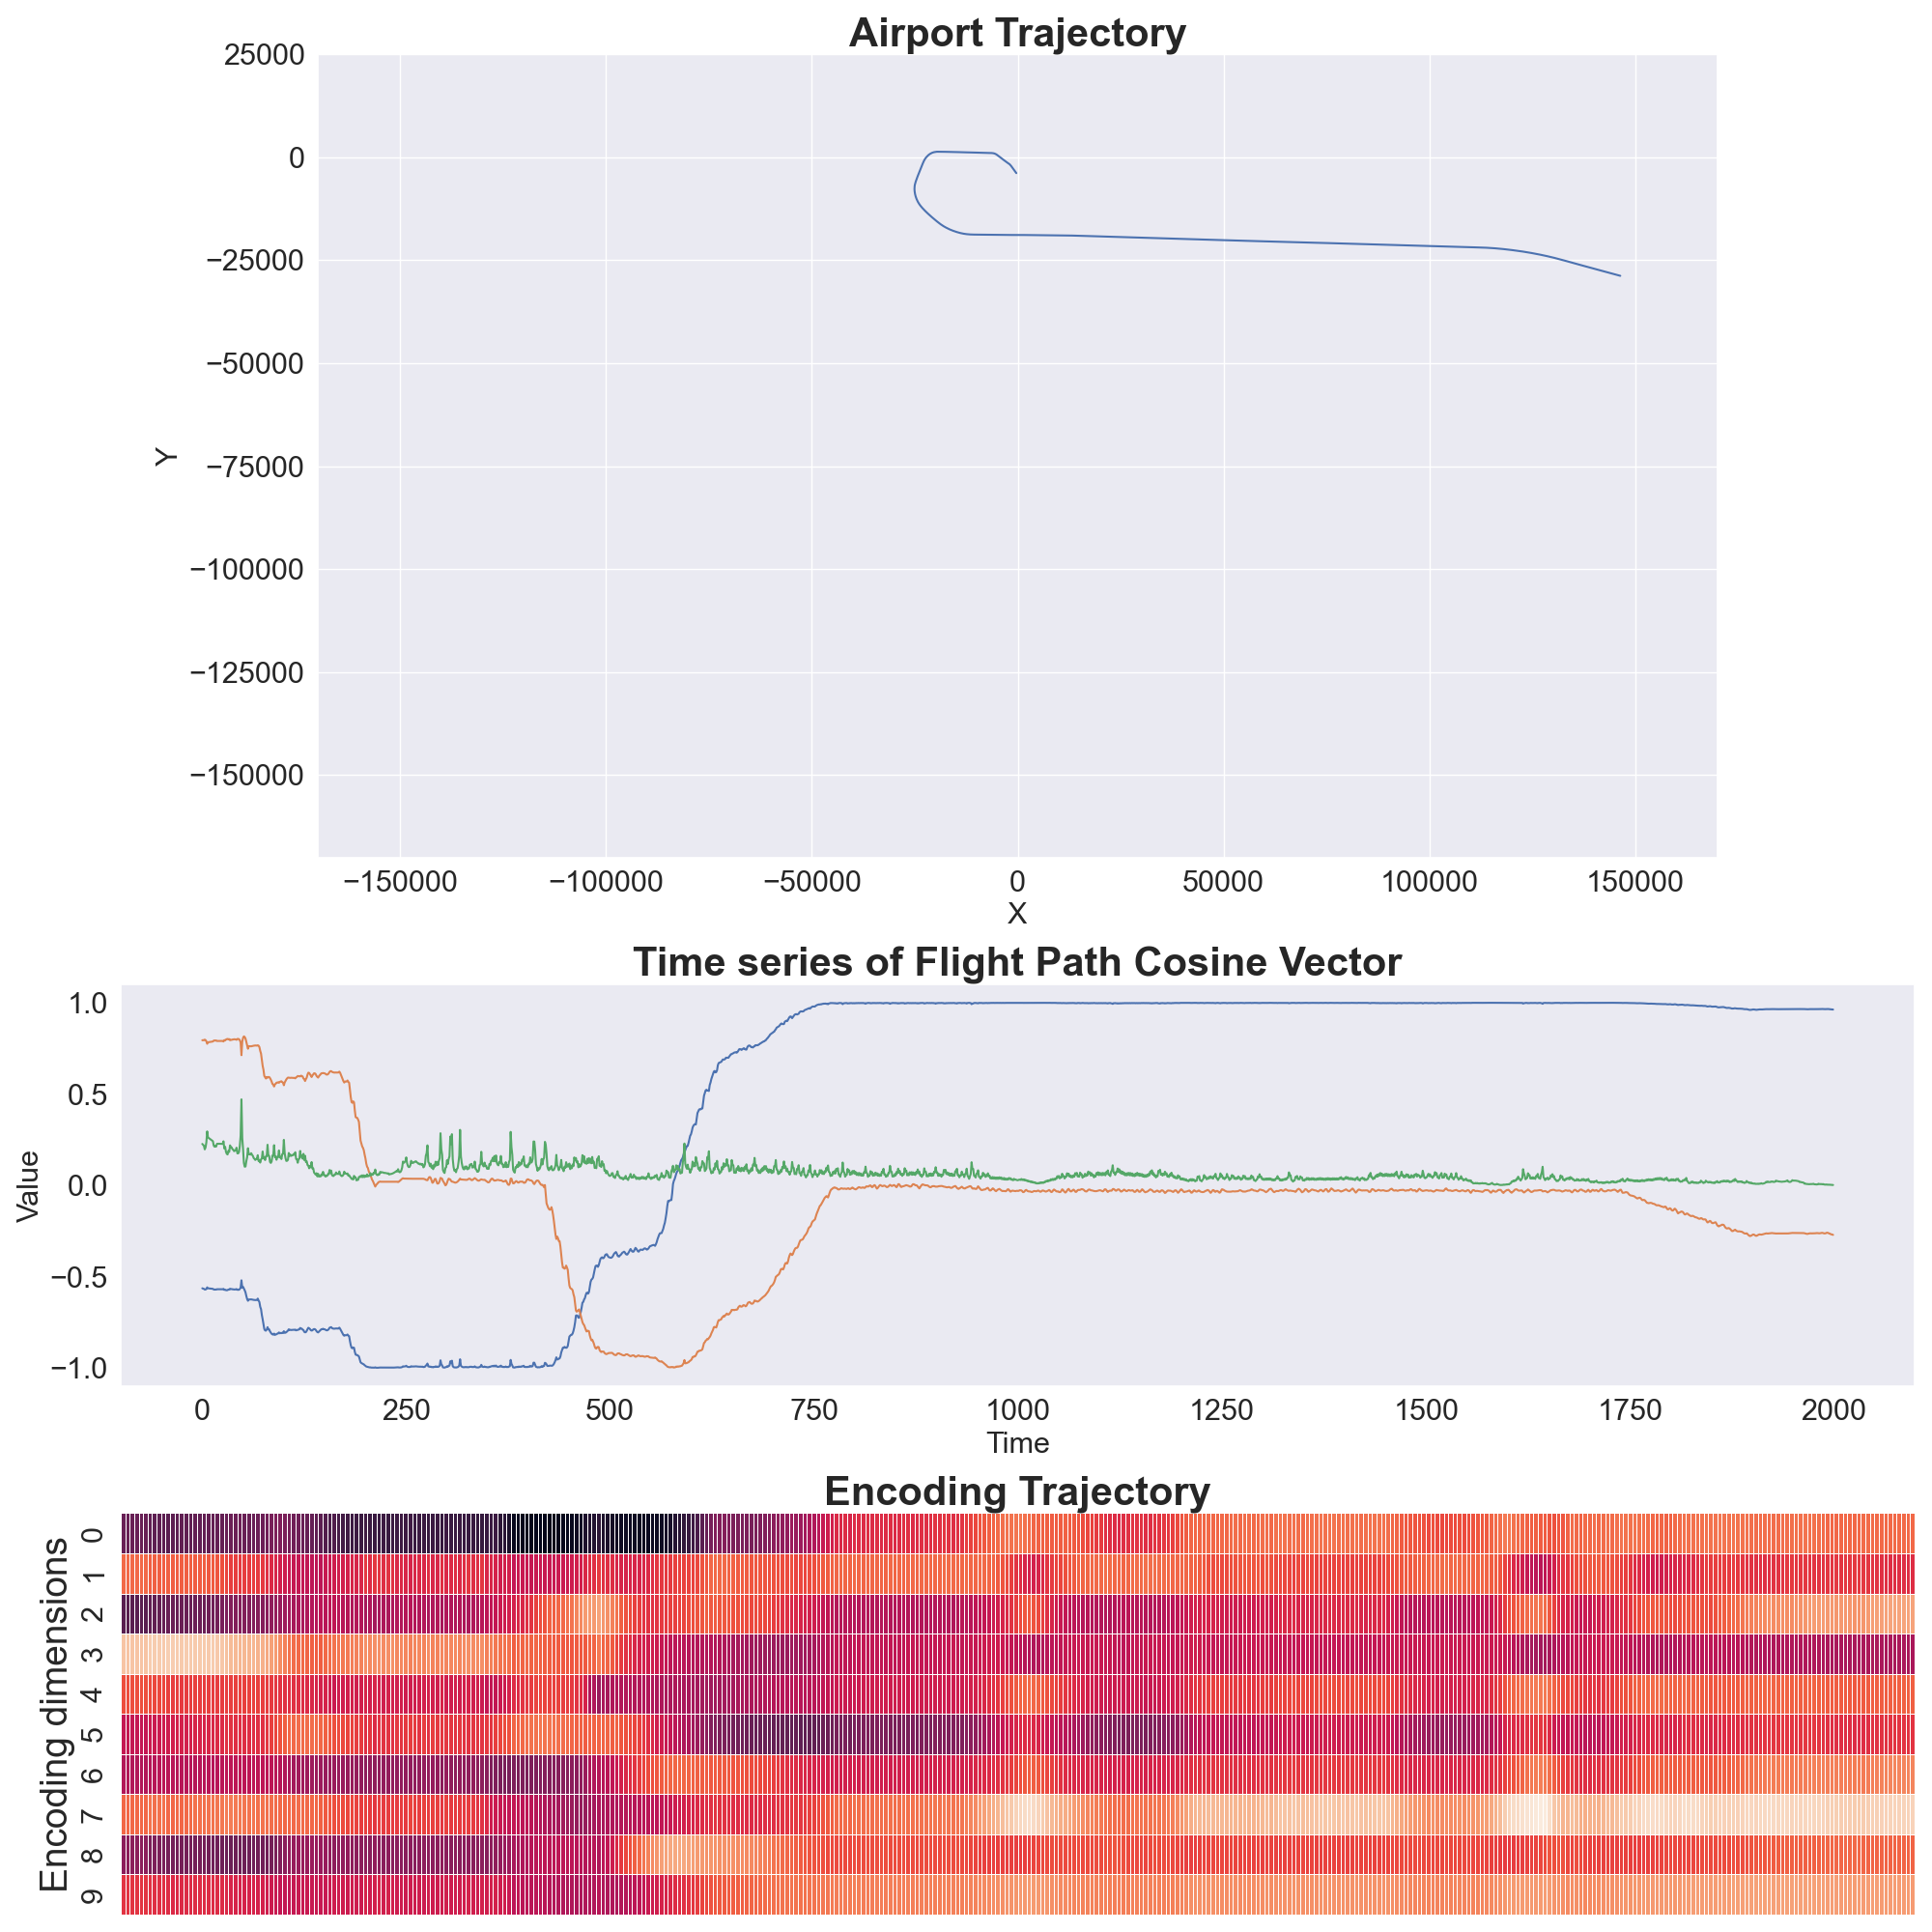 Airport Trajectory
25000
0
−25000
−50000
−75000
−100000
−125000
−150000
Y
−150000 −100000 −50000 0 50000 100000 150000
X
Time series of Flight Path Cosine Vector
1.0
0.5
0.0
−0.5
−1.0
Value
0 250 500 750 1000 1250 1500 1750 2000
Time
Encoding Trajectory
Encoding dimensions
0
1
2
3
4
5
6
7
8
9